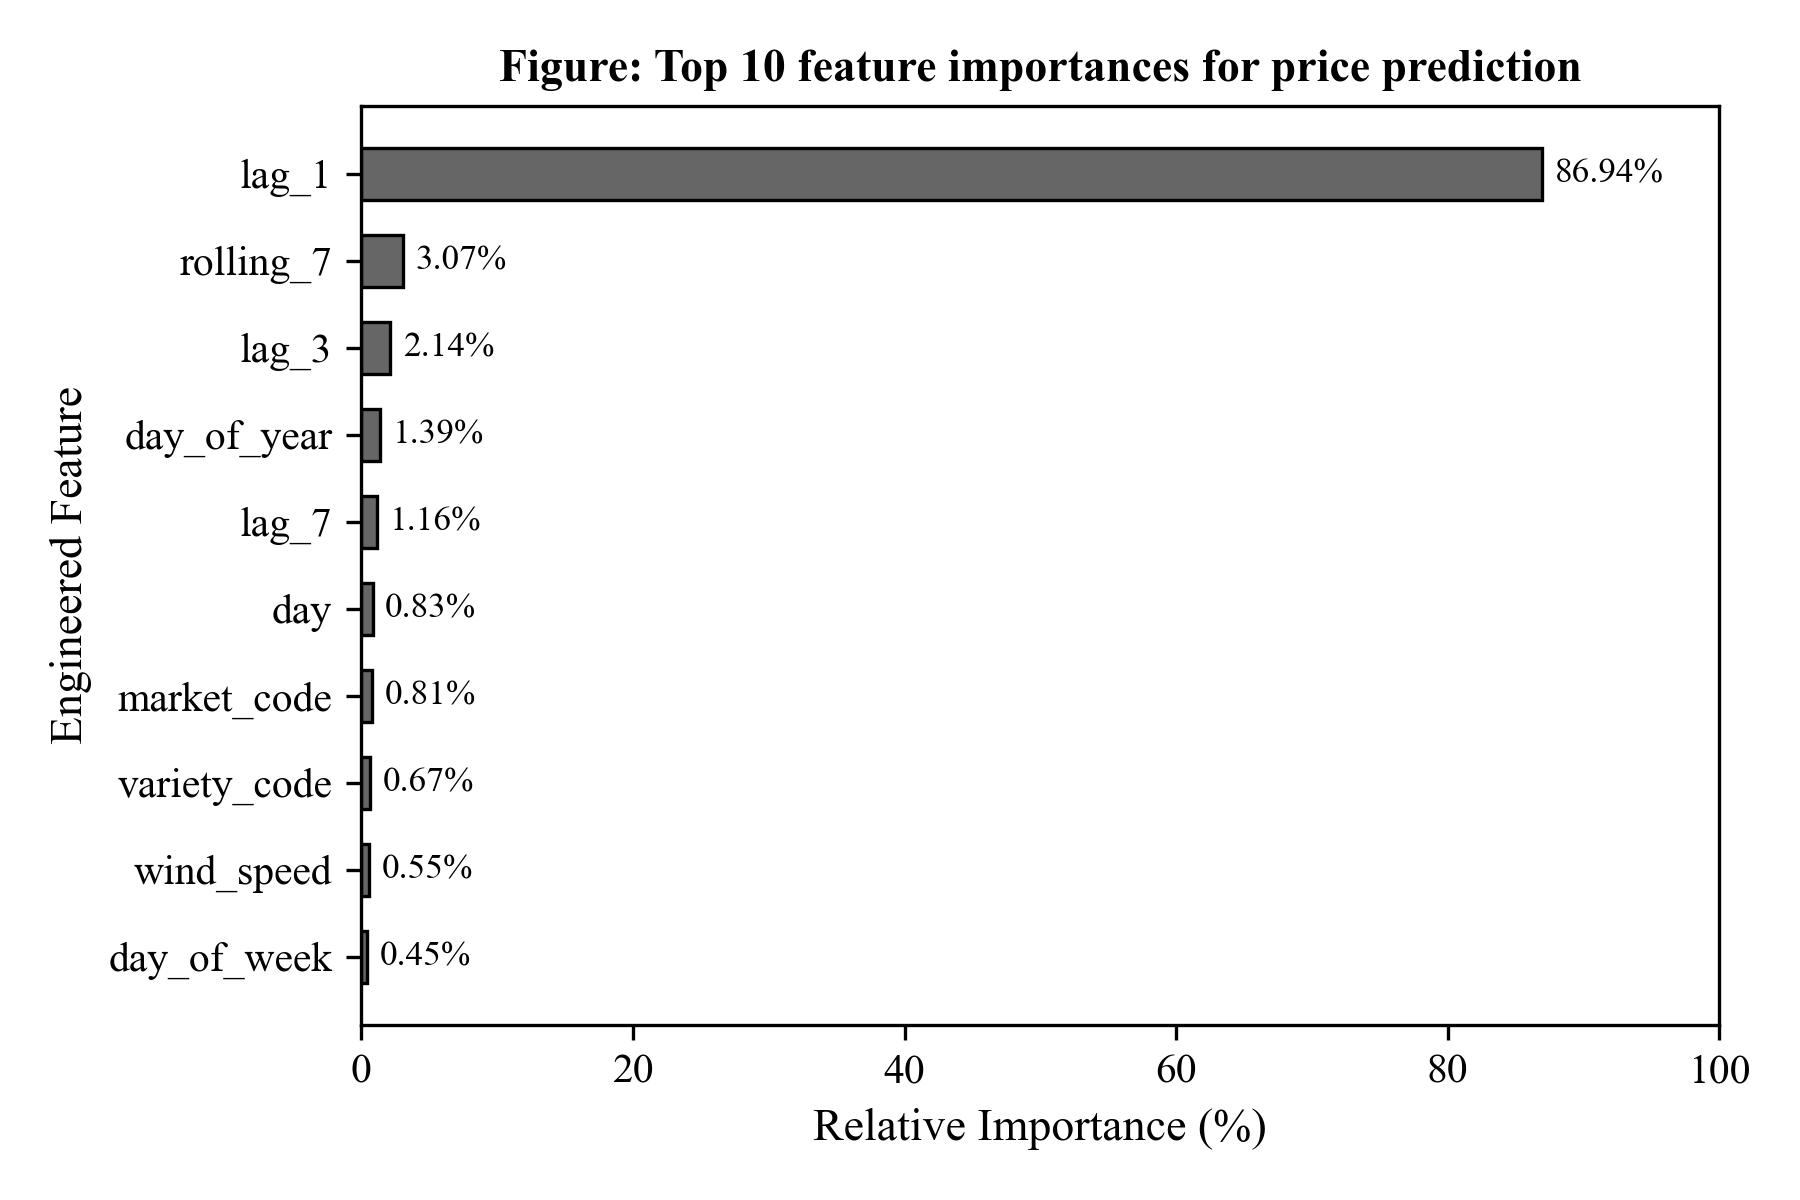 Figure: Top 10 feature importances for price prediction
Engineered Feature
lag_1 86.94%
rolling_7 3.07%
lag_3 2.14%
day_of_year 1.39%
lag_7 1.16%
day 0.83%
market_code 0.81%
variety_code 0.67%
wind_speed 0.55%
day_of_week 0.45%
0 20 40 60 80 100
Relative Importance (%)